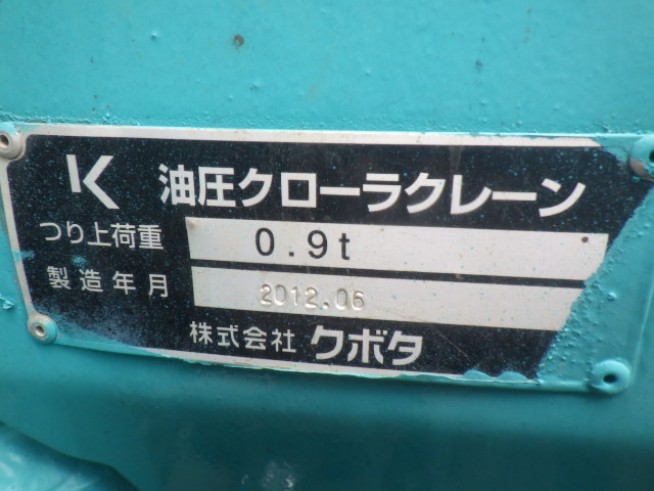 K 油圧クローラクレーン
つり上荷重 0.9t
製造年月 2012.06
株式会社 クボタ